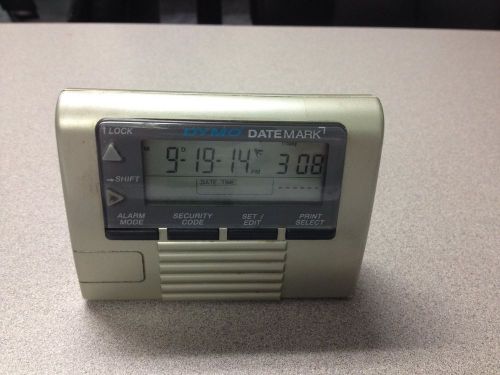 1 LOCK
DYMO DATEMARK
M D
9-19-14 PM 3 08
→SHIFT
DATE, TIME
ALARM MODE
SECURITY CODE
SET / EDIT
PRINT SELECT